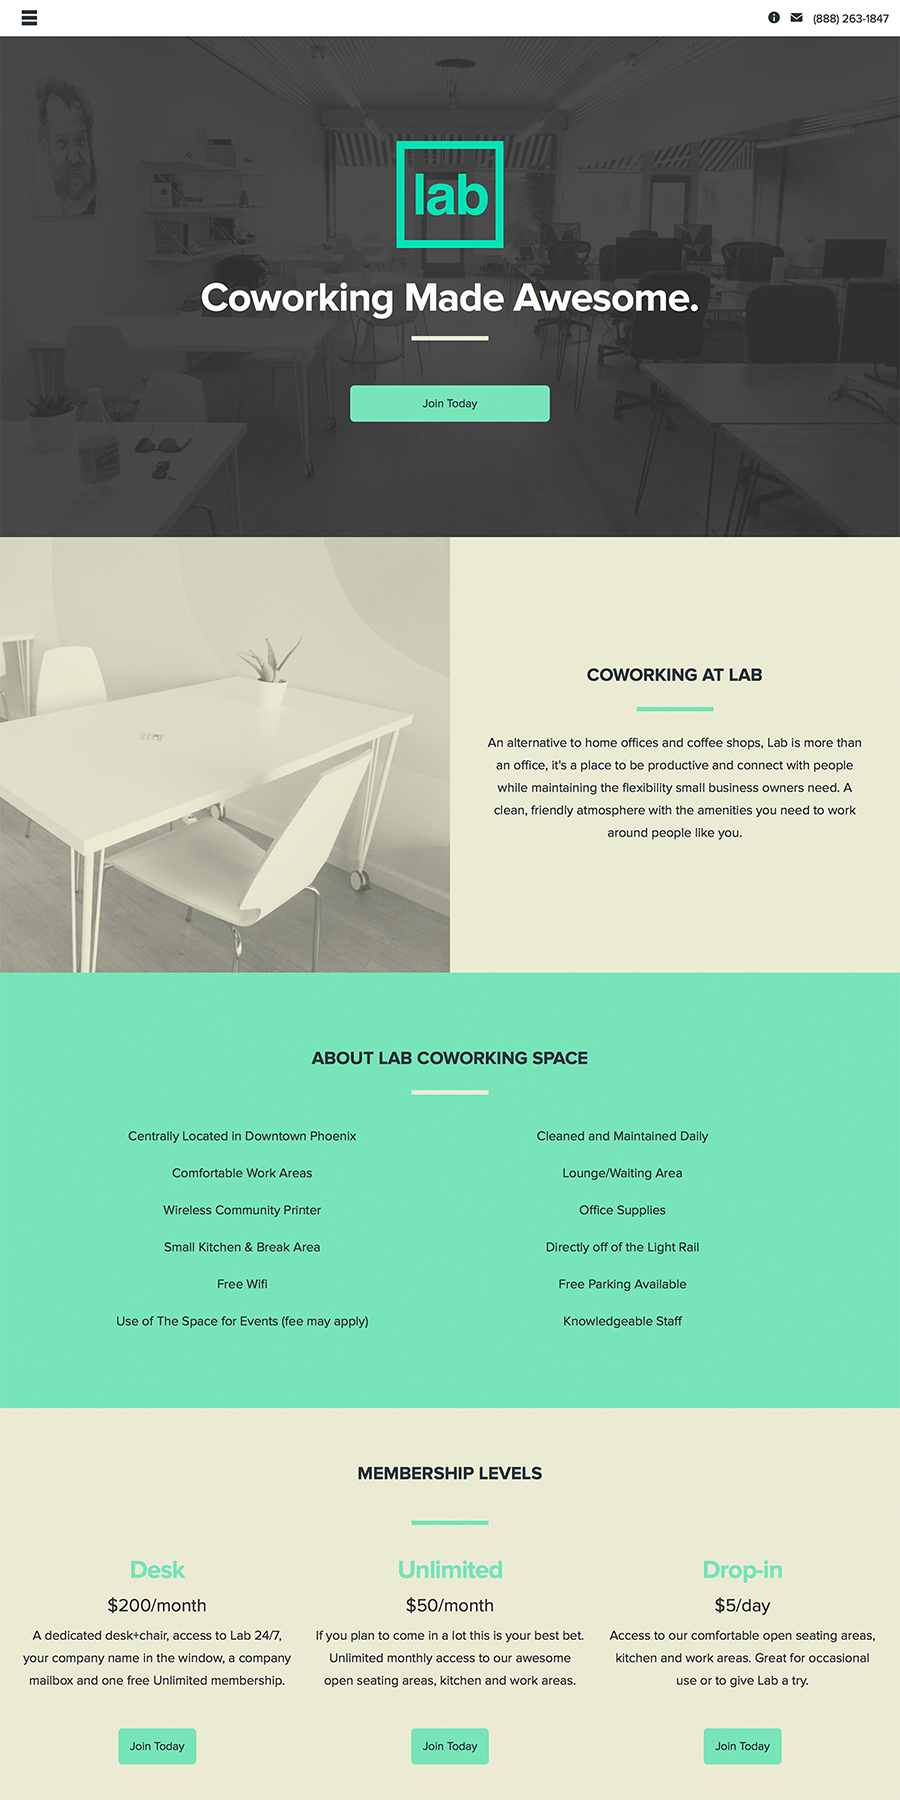 (888) 263-1847
lab
Coworking Made Awesome.
Join Today
COWORKING AT LAB
An alternative to home offices and coffee shops, Lab is more than
an office, it's a place to be productive and connect with people
while maintaining the flexibility small business owners need. A
clean, friendly atmosphere with the amenities you need to work
around people like you.
ABOUT LAB COWORKING SPACE
Centrally Located in Downtown Phoenix
Comfortable Work Areas
Wireless Community Printer
Small Kitchen & Break Area
Free Wifi
Use of The Space for Events (fee may apply)
Cleaned and Maintained Daily
Lounge/Waiting Area
Office Supplies
Directly off of the Light Rail
Free Parking Available
Knowledgeable Staff
MEMBERSHIP LEVELS
Desk
$200/month
A dedicated desk+chair, access to Lab 24/7,
your company name in the window, a company
mailbox and one free Unlimited membership.
Join Today
Unlimited
$50/month
If you plan to come in a lot this is your best bet.
Unlimited monthly access to our awesome
open seating areas, kitchen and work areas.
Join Today
Drop-in
$5/day
Access to our comfortable open seating areas,
kitchen and work areas. Great for occasional
use or to give Lab a try.
Join Today